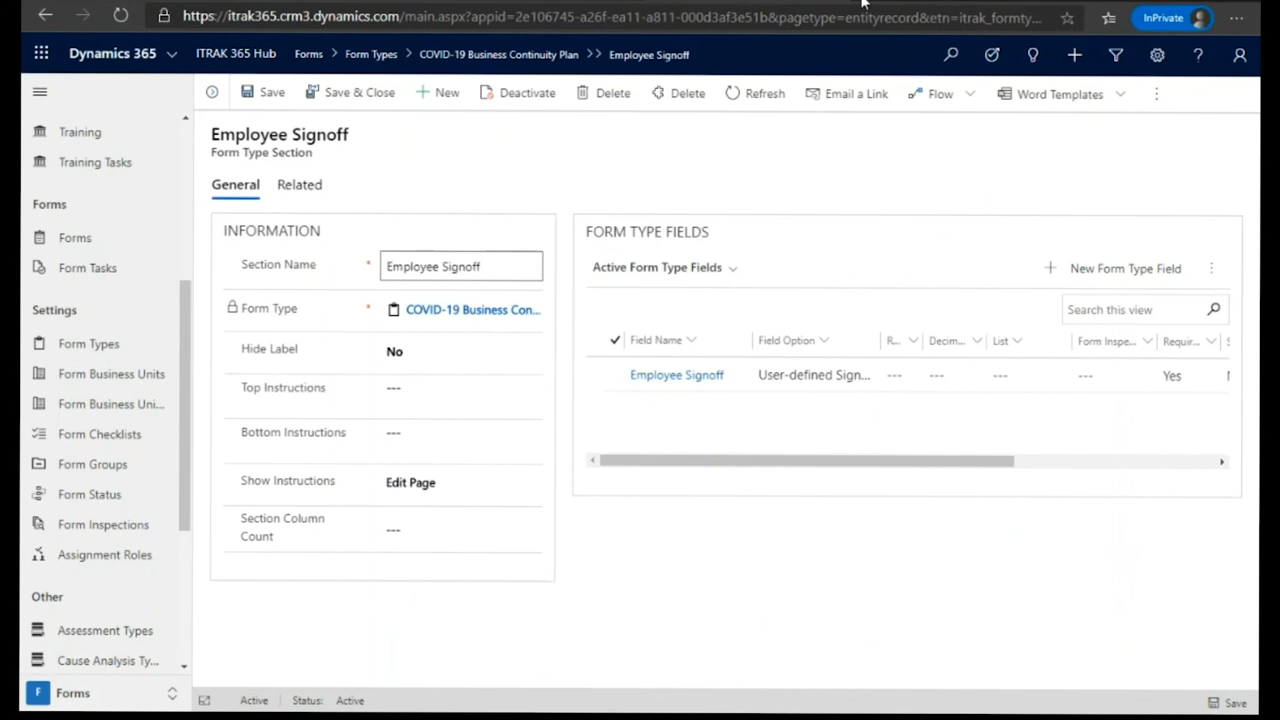 https://itrak365.crm3.dynamics.com/main.aspx?appid=2e106745-a26f-ea11-a811-000d3af3e51b&pagetype=entityrecord&etn=itrak_formty...
InPrivate
Dynamics 365
ITRAK 365 Hub
Forms > Form Types > COVID-19 Business Continuity Plan >> Employee Signoff
Save
Save & Close
New
Deactivate
Delete
Delete
Refresh
Email a Link
Flow
Word Templates
Training
Training Tasks
Forms
Forms
Form Tasks
Settings
Form Types
Form Business Units
Form Business Uni...
Form Checklists
Form Groups
Form Status
Form Inspections
Assignment Roles
Other
Assessment Types
Cause Analysis Ty...
F Forms
Employee Signoff
Form Type Section
General
Related
INFORMATION
Section Name * Employee Signoff
Form Type * COVID-19 Business Con...
Hide Label No
Top Instructions ---
Bottom Instructions ---
Show Instructions Edit Page
Section Column
Count ---
FORM TYPE FIELDS
Active Form Type Fields
New Form Type Field
Search this view
Field Name Field Option R... Decim... List Form Inspe... Requir...
Employee Signoff User-defined Sign... --- --- --- --- Yes
Active Status: Active
Save